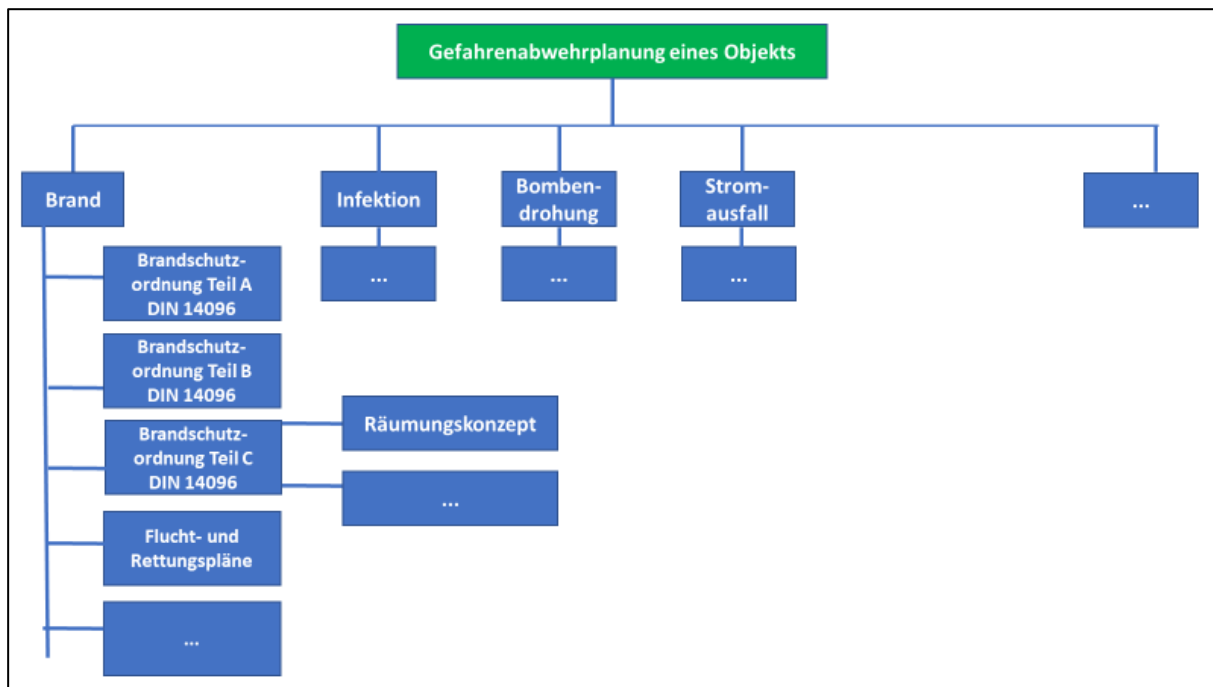 Gefahrenabwehrplanung eines Objekts
Brand
Infektion
Bomben-
drohung
Strom-
ausfall
...
...
...
...
Brandschutz-
ordnung Teil A
DIN 14096
Brandschutz-
ordnung Teil B
DIN 14096
Brandschutz-
ordnung Teil C
DIN 14096
Räumungskonzept
...
Flucht- und
Rettungspläne
...